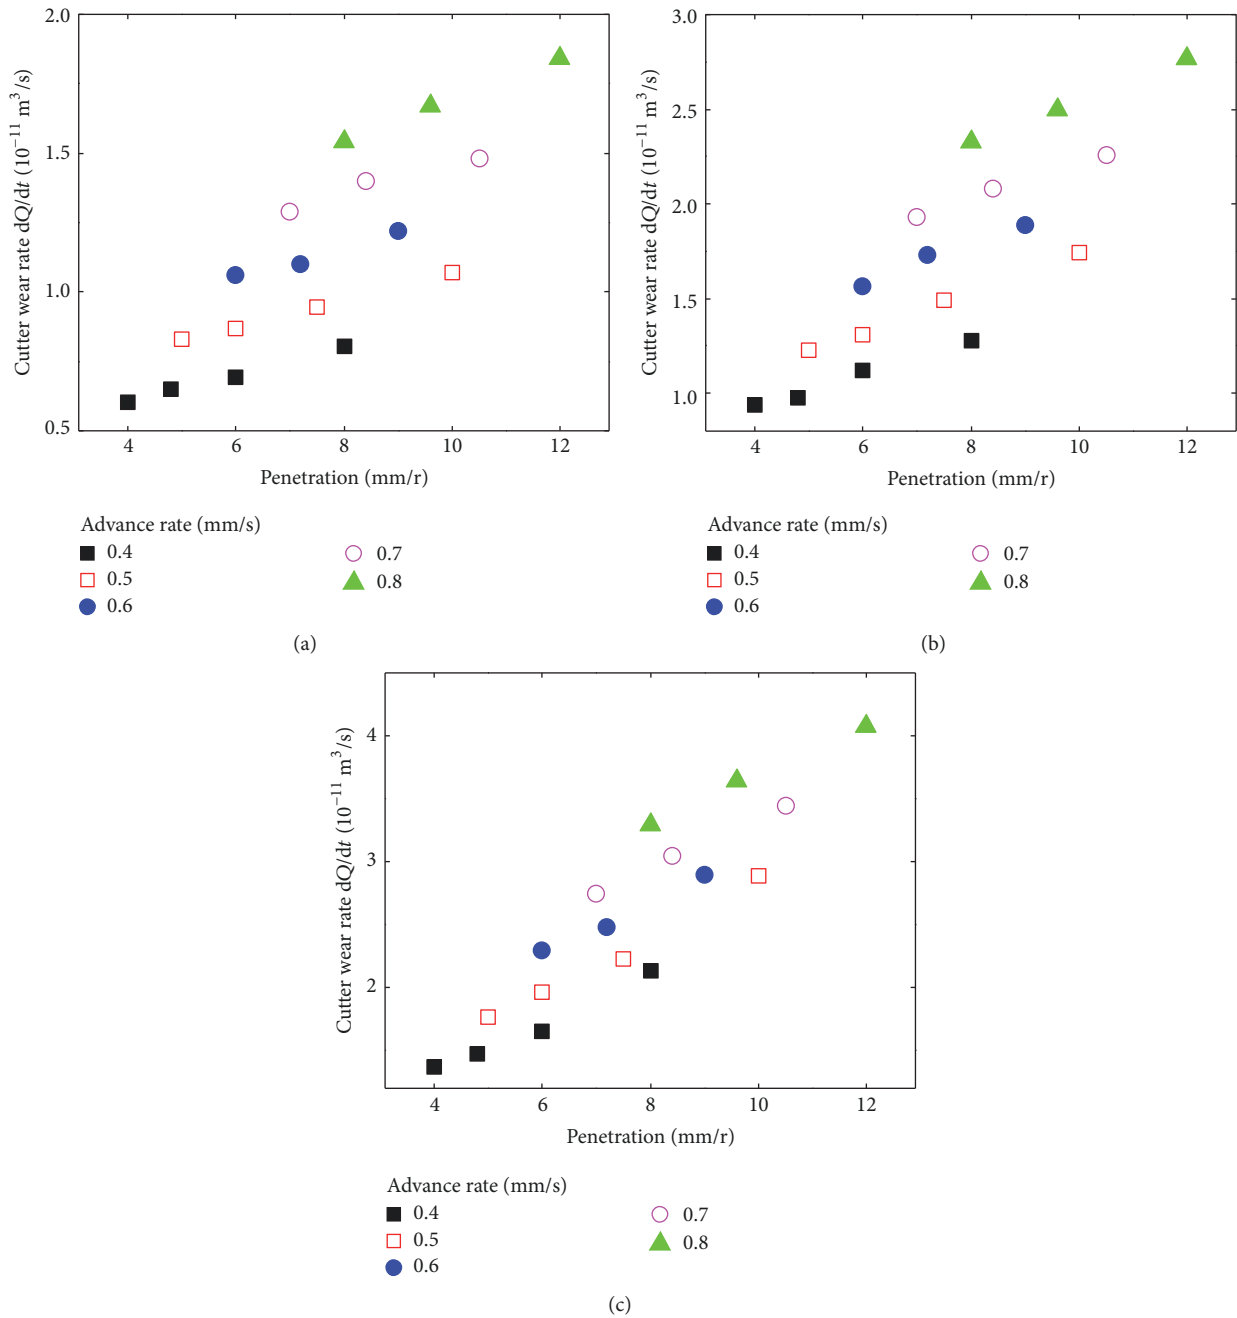 2.0
1.5
1.0
0.5
Cutter wear rate dQ/dt (10⁻¹¹ m³/s)
4 6 8 10 12
Penetration (mm/r)
Advance rate (mm/s)
0.4
0.5
0.6
0.7
0.8
(a)
3.0
2.5
2.0
1.5
1.0
Cutter wear rate dQ/dt (10⁻¹¹ m³/s)
4 6 8 10 12
Penetration (mm/r)
Advance rate (mm/s)
0.4
0.5
0.6
0.7
0.8
(b)
4
3
2
Cutter wear rate dQ/dt (10⁻¹¹ m³/s)
4 6 8 10 12
Penetration (mm/r)
Advance rate (mm/s)
0.4
0.5
0.6
0.7
0.8
(c)